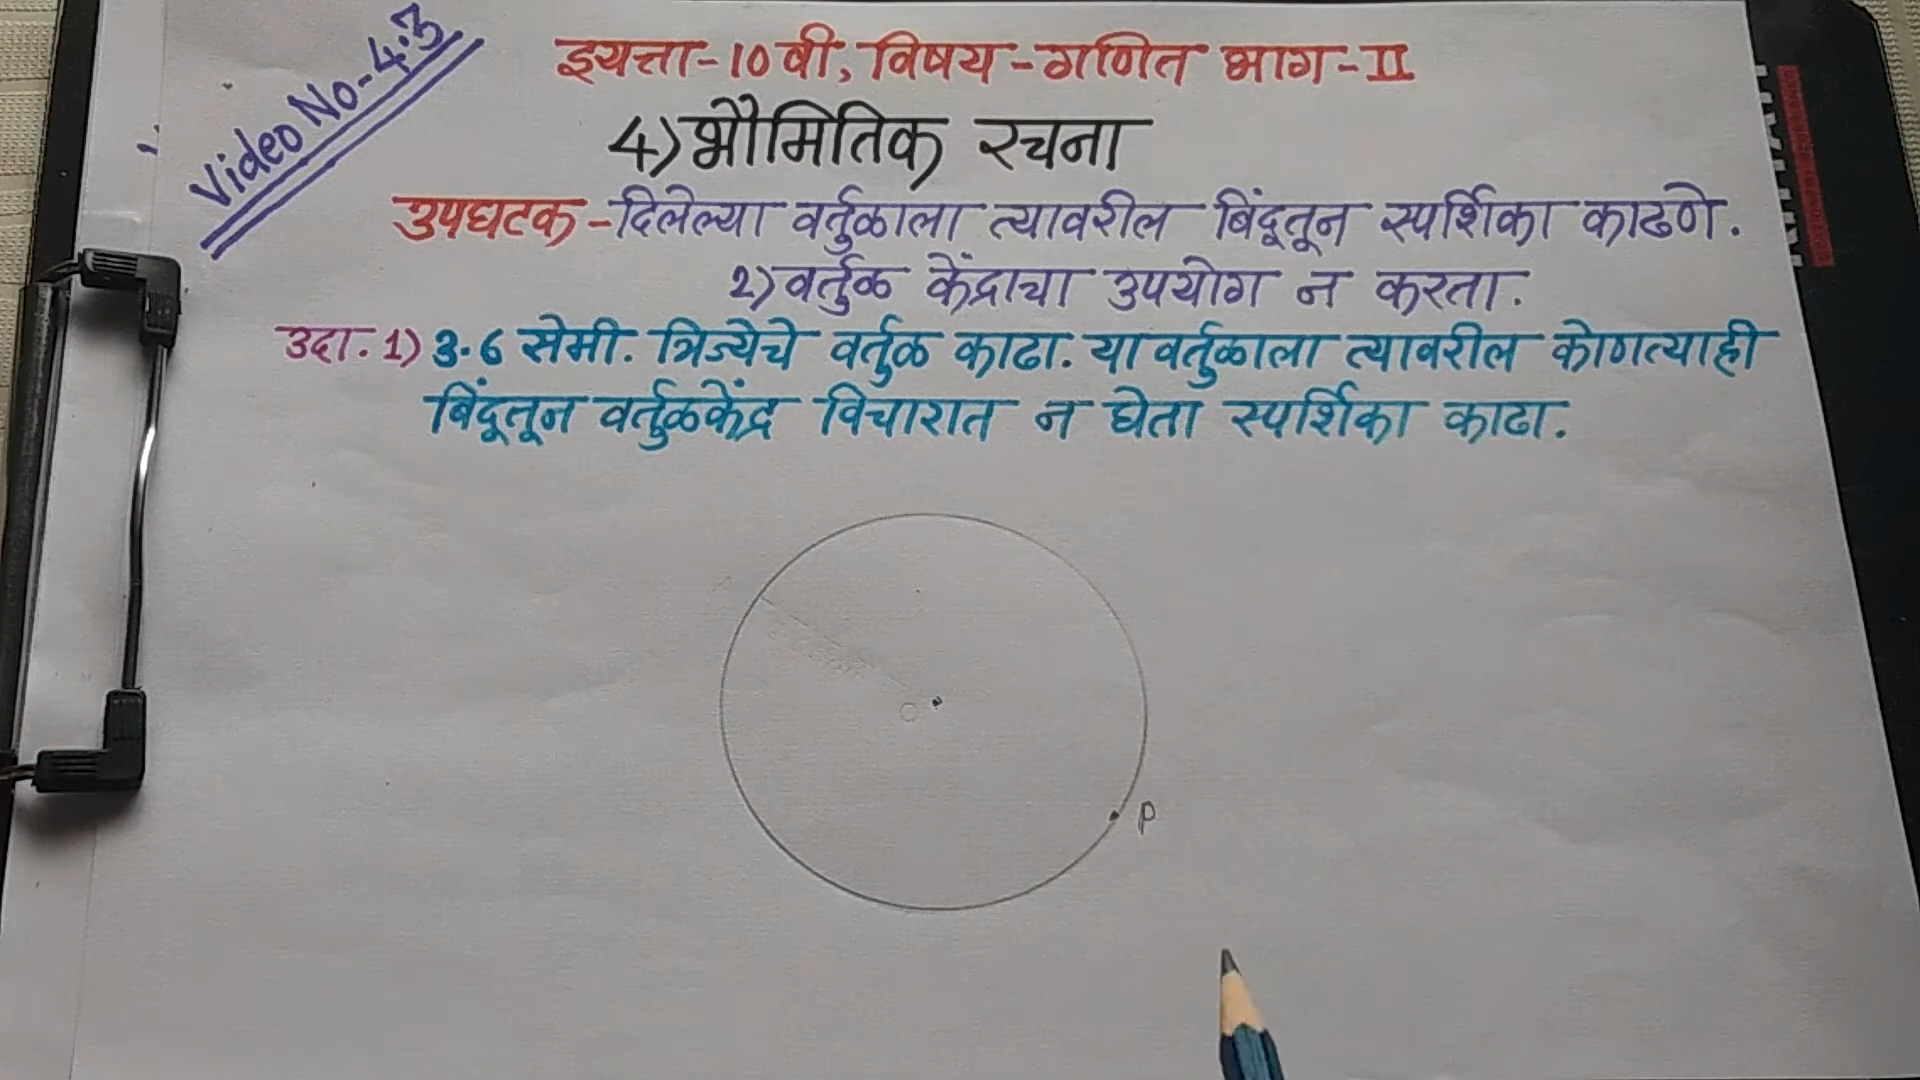 Video No-4.3
इयत्ता-10वी, विषय-गणित भाग-II
4)भौमितिक रचना
उपघटक-दिलेल्या वर्तुळाला त्यावरील बिंदूतून स्पर्शिका काढणे.
2)वर्तुळ केंद्राचा उपयोग न करता.
उदा.1) 3.6 सेमी. त्रिज्येचे वर्तुळ काढा. या वर्तुळाला त्यावरील कोणत्याही
बिंदूतून वर्तुळकेंद्र विचारात न घेता स्पर्शिका काढा.
O
P